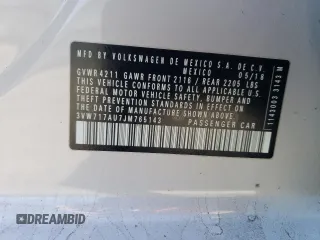 MFD BY VOLKSWAGEN DE MEXICO S.A. DE C.V.
MEXICO 05/18
GVWR 4211 GAWR FRONT 2116 / REAR 2205 LBS
THIS VEHICLE CONFORMS TO ALL APPLICABLE U.S.
FEDERAL MOTOR VEHICLE SAFETY, BUMPER AND
THEFT PREVENTION STANDARDS IN EFFECT ON
THE DATE OF MANUFACTURE SHOWN ABOVE.
3VW717AU7JM765143 PASSENGER CAR
1143003 3143 M
DREAMBID